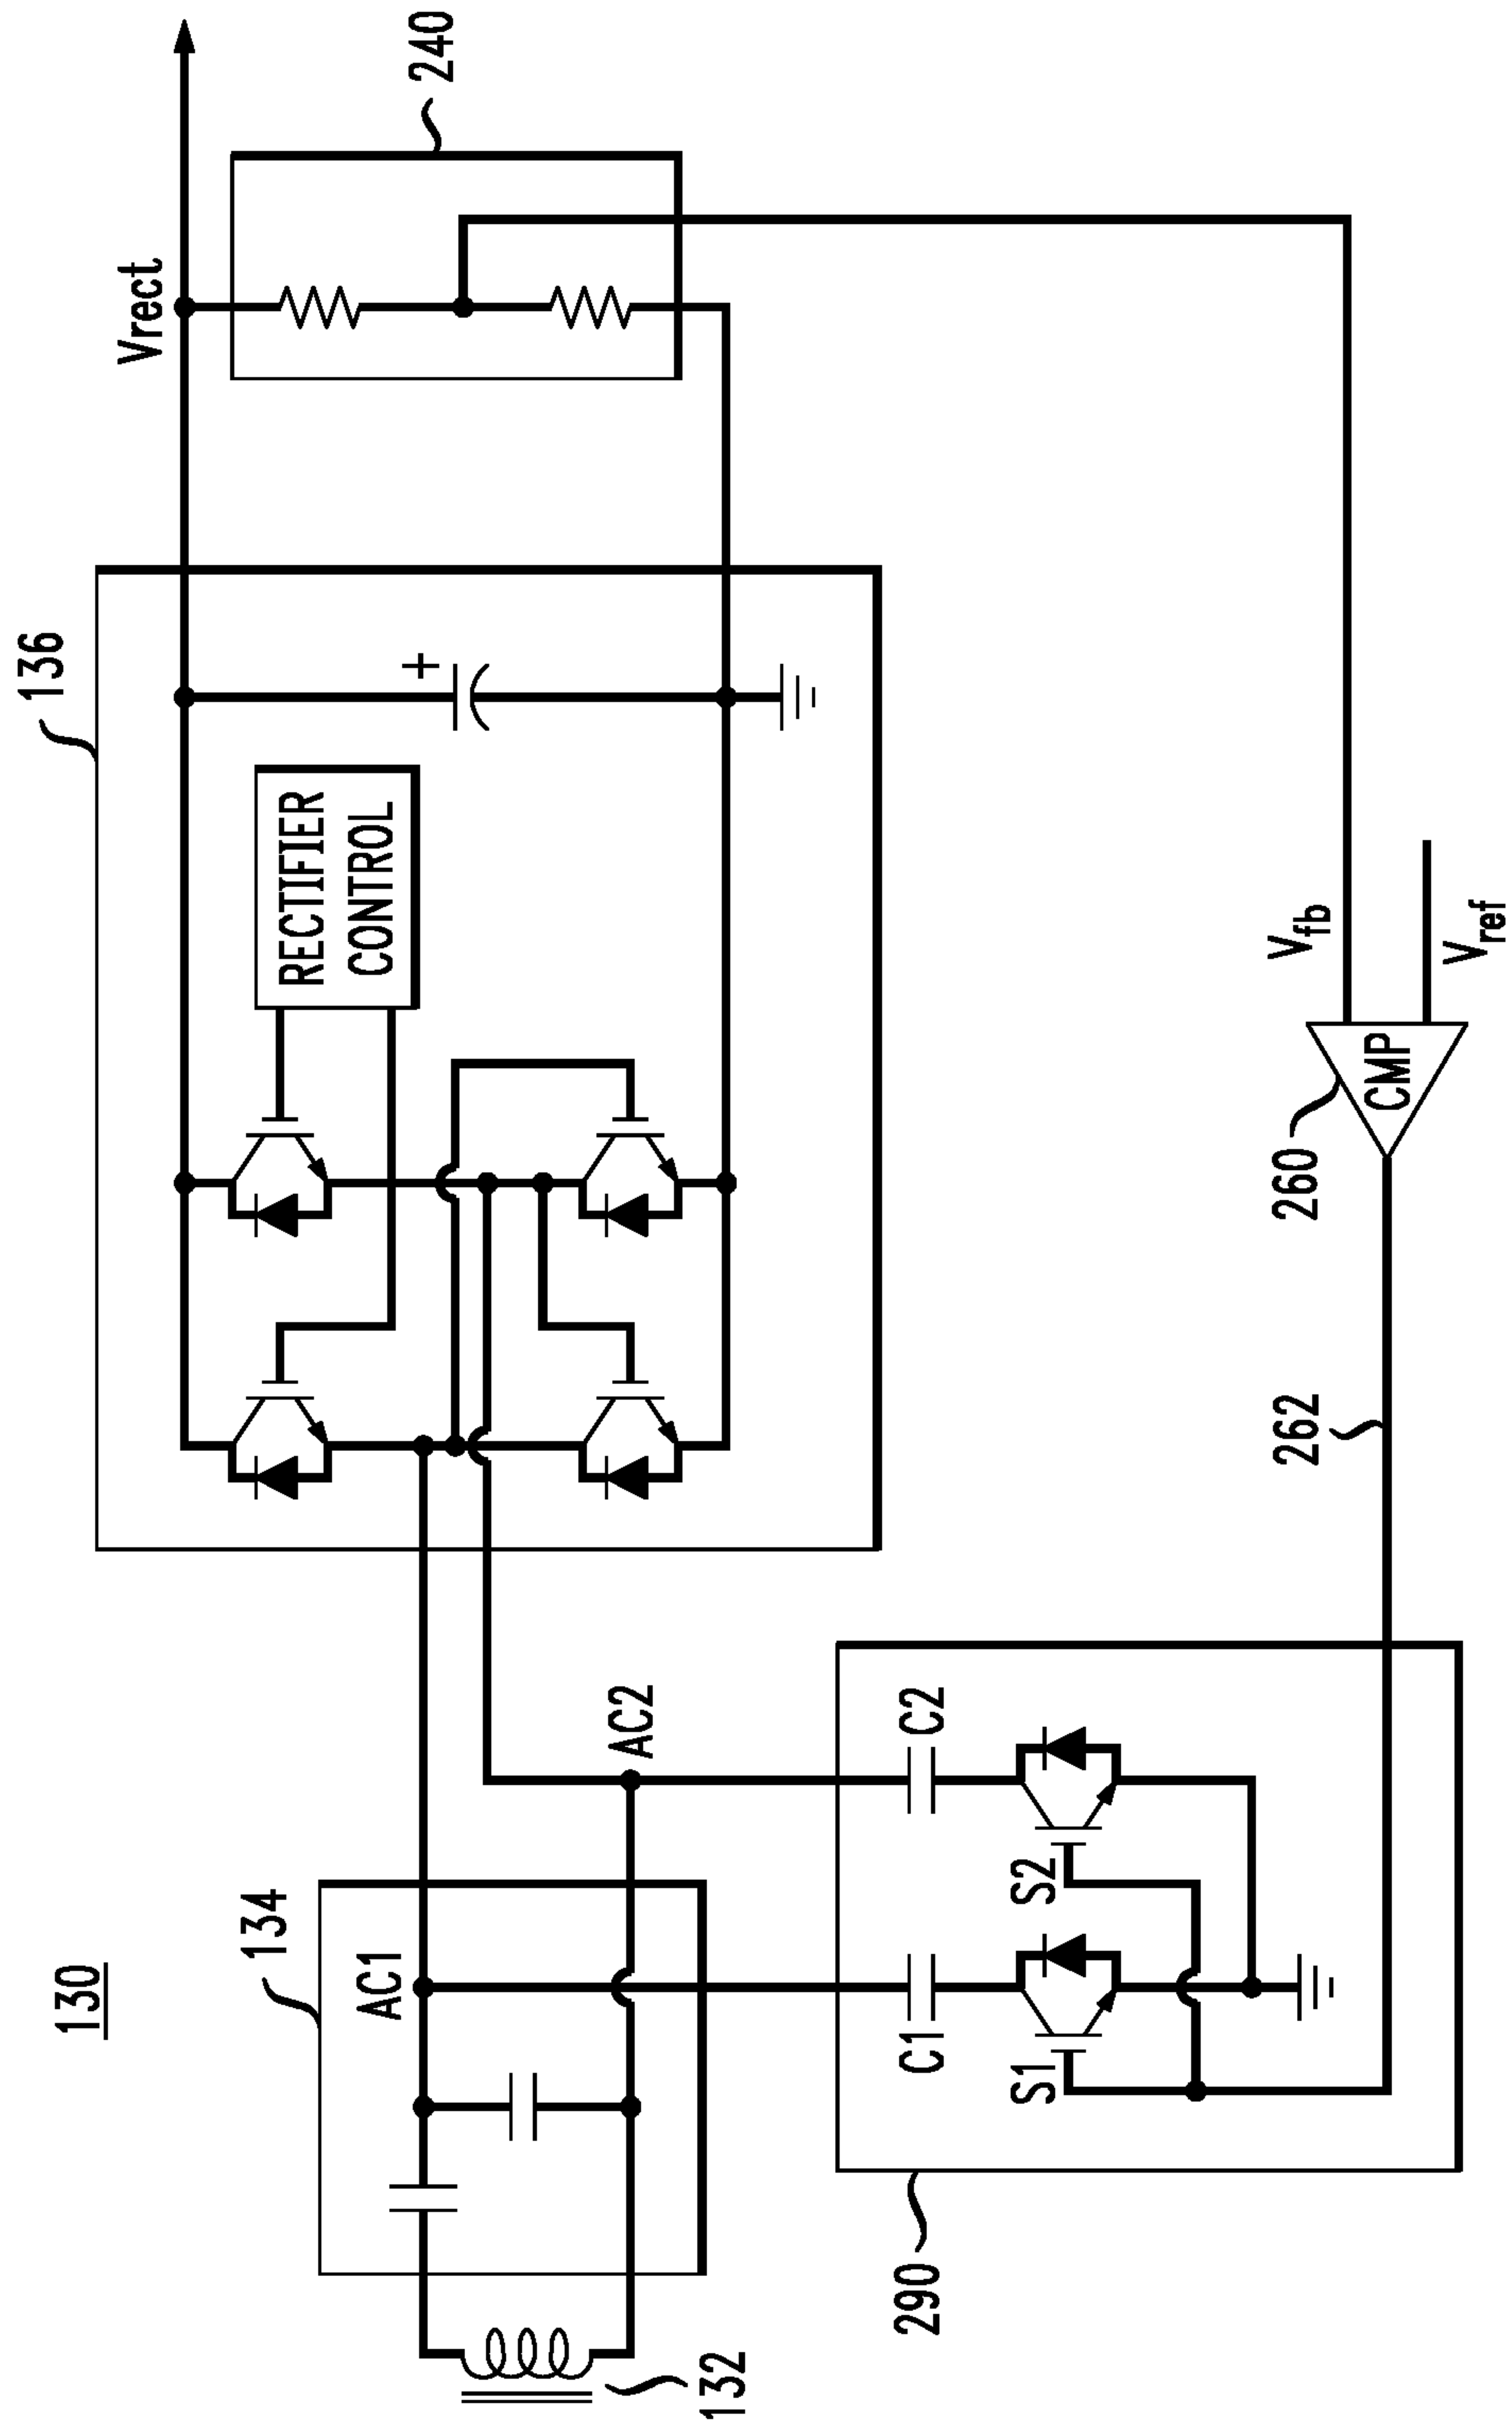 130
132
134
AC1
AC2
136
RECTIFIER
CONTROL
+
Vrect
240
290
C1
C2
S1
S2
262
260
CMP
Vfb
Vref